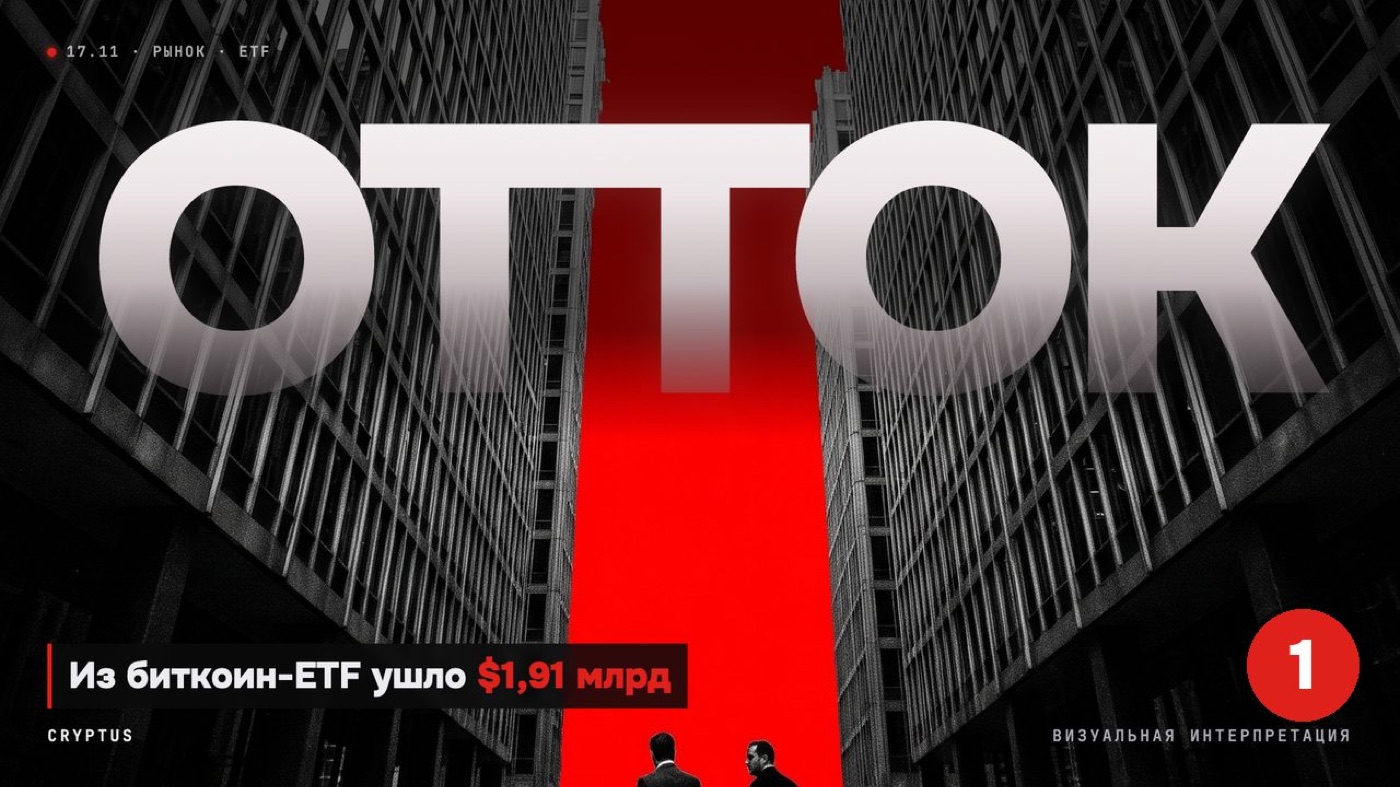 17.11 · РЫНОК · ETF
ОТТОК
Из биткоин-ETF ушло $1,91 млрд
1
CRYPTUS
ВИЗУАЛЬНАЯ ИНТЕРПРЕТАЦИЯ